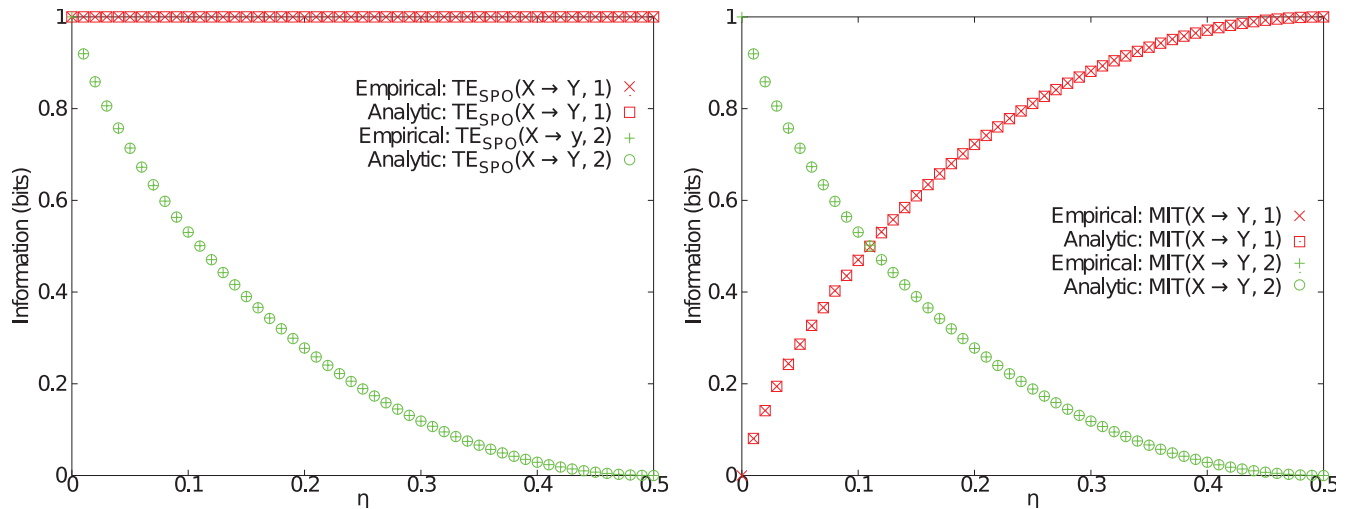 1
0.8
0.6
0.4
0.2
0
Information (bits)
0
0.1
0.2
0.3
0.4
0.5
η
Empirical: TE_SPO(X → Y, 1)
Analytic: TE_SPO(X → Y, 1)
Empirical: TE_SPO(X → y, 2)
Analytic: TE_SPO(X → Y, 2)
1
0.8
0.6
0.4
0.2
0
Information (bits)
0
0.1
0.2
0.3
0.4
0.5
η
Empirical: MIT(X → Y, 1)
Analytic: MIT(X → Y, 1)
Empirical: MIT(X → Y, 2)
Analytic: MIT(X → Y, 2)